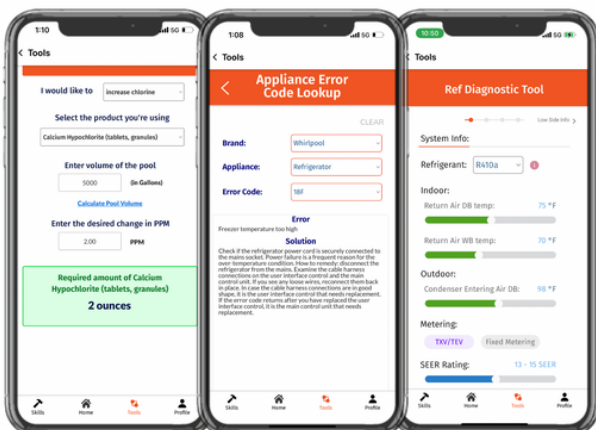 1:10
5G
Tools
I would like to
increase chlorine
Select the product you're using
Calcium Hypochlorite (tablets, granules)
Enter volume of the pool
5000
(in Gallons)
Calculate Pool Volume
Enter the desired change in PPM
2.00
PPM
Required amount of Calcium
Hypochlorite (tablets, granules)
2 ounces
Skills
Home
Tools
Profile
1:08
5G
Tools
Appliance Error
Code Lookup
CLEAR
Brand:
Whirlpool
Appliance:
Refrigerator
Error Code:
18F
Error
Freezer temperature too high
Solution
Check if the refrigerator power cord is securely connected to
the mains socket. Power failure is a frequent reason for the
over temperature condition. How to remedy: disconnect the
refrigerator from the mains. Examine the cable harness
connections on the user interface control and the main
control unit. If you see any loose wires, reconnect them back
in place. In case the cable harness connections are in good
shape, it is the user interface control that needs replacement.
If the error code returns after you have replaced the user
interface control, it is the main control unit that needs
replacement.
Skills
Home
Tools
Profile
10:50
5G
Tools
Ref Diagnostic Tool
Low Side Info
System Info:
Refrigerant:
R410a
Indoor:
Return Air DB temp:
75 °F
Return Air WB temp:
70 °F
Outdoor:
Condenser Entering Air DB:
98 °F
Metering:
TXV/TEV
Fixed Metering
SEER Rating:
13 - 15 SEER
Skills
Home
Tools
Profile